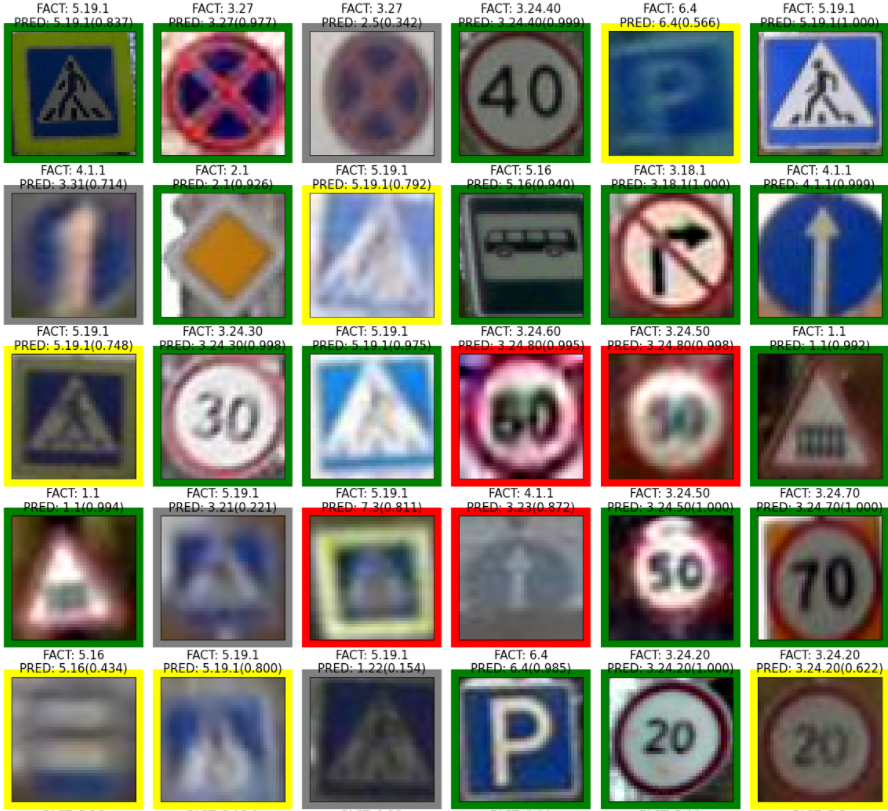 FACT: 5.19.1
PRED: 5.19.1(0.837)
FACT: 3.27
PRED: 3.27(0.977)
FACT: 3.27
PRED: 2.5(0.342)
FACT: 3.24.40
PRED: 3.24.40(0.999)
40
FACT: 6.4
PRED: 6.4(0.566)
P
FACT: 5.19.1
PRED: 5.19.1(1.000)
FACT: 4.1.1
PRED: 3.31(0.714)
FACT: 2.1
PRED: 2.1(0.926)
FACT: 5.19.1
PRED: 5.19.1(0.792)
FACT: 5.16
PRED: 5.16(0.940)
FACT: 3.18.1
PRED: 3.18.1(1.000)
FACT: 4.1.1
PRED: 4.1.1(0.999)
FACT: 5.19.1
PRED: 5.19.1(0.748)
FACT: 3.24.30
PRED: 3.24.30(0.998)
30
FACT: 5.19.1
PRED: 5.19.1(0.975)
FACT: 3.24.60
PRED: 3.24.80(0.995)
60
FACT: 3.24.50
PRED: 3.24.80(0.998)
50
FACT: 1.1
PRED: 1.1(0.992)
FACT: 1.1
PRED: 1.1(0.994)
FACT: 5.19.1
PRED: 3.21(0.221)
FACT: 5.19.1
PRED: 7.3(0.811)
FACT: 4.1.1
PRED: 3.23(0.872)
FACT: 3.24.50
PRED: 3.24.50(1.000)
50
FACT: 3.24.70
PRED: 3.24.70(1.000)
70
FACT: 5.16
PRED: 5.16(0.434)
FACT: 5.19.1
PRED: 5.19.1(0.800)
FACT: 5.19.1
PRED: 1.22(0.154)
FACT: 6.4
PRED: 6.4(0.985)
P
FACT: 3.24.20
PRED: 3.24.20(1.000)
20
FACT: 3.24.20
PRED: 3.24.20(0.622)
20